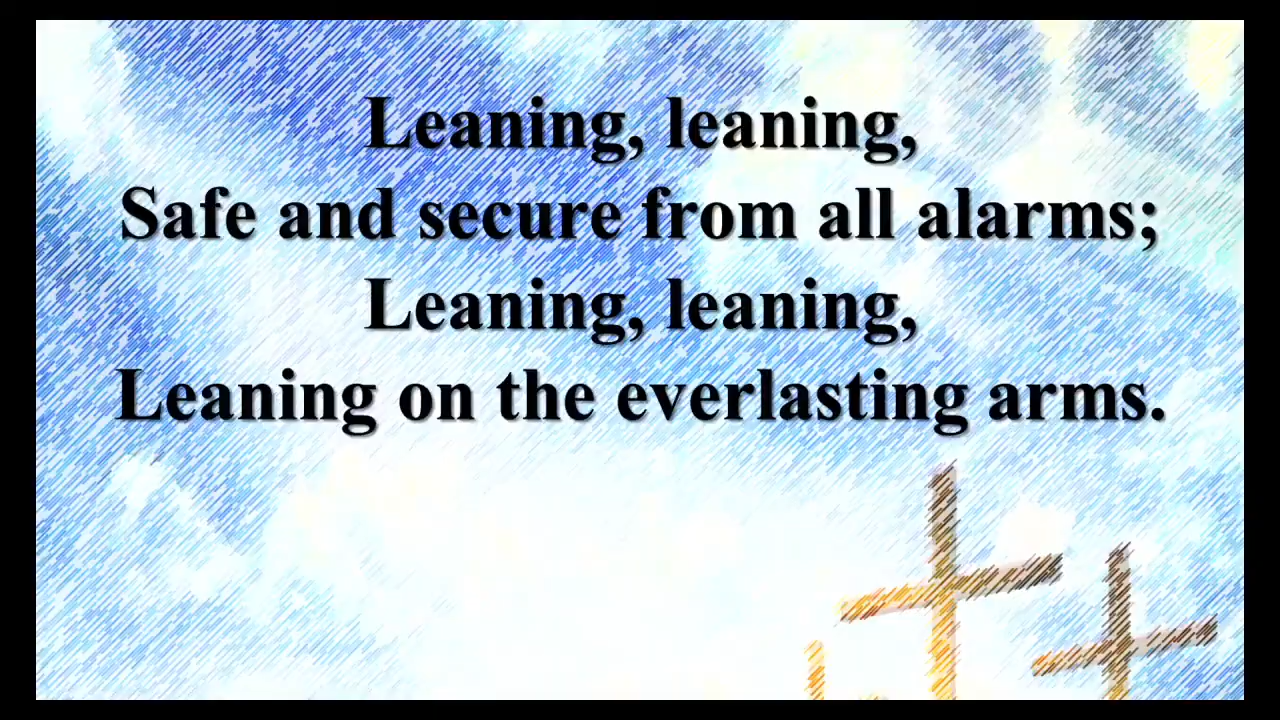 Leaning, leaning,
Safe and secure from all alarms;
Leaning, leaning,
Leaning on the everlasting arms.